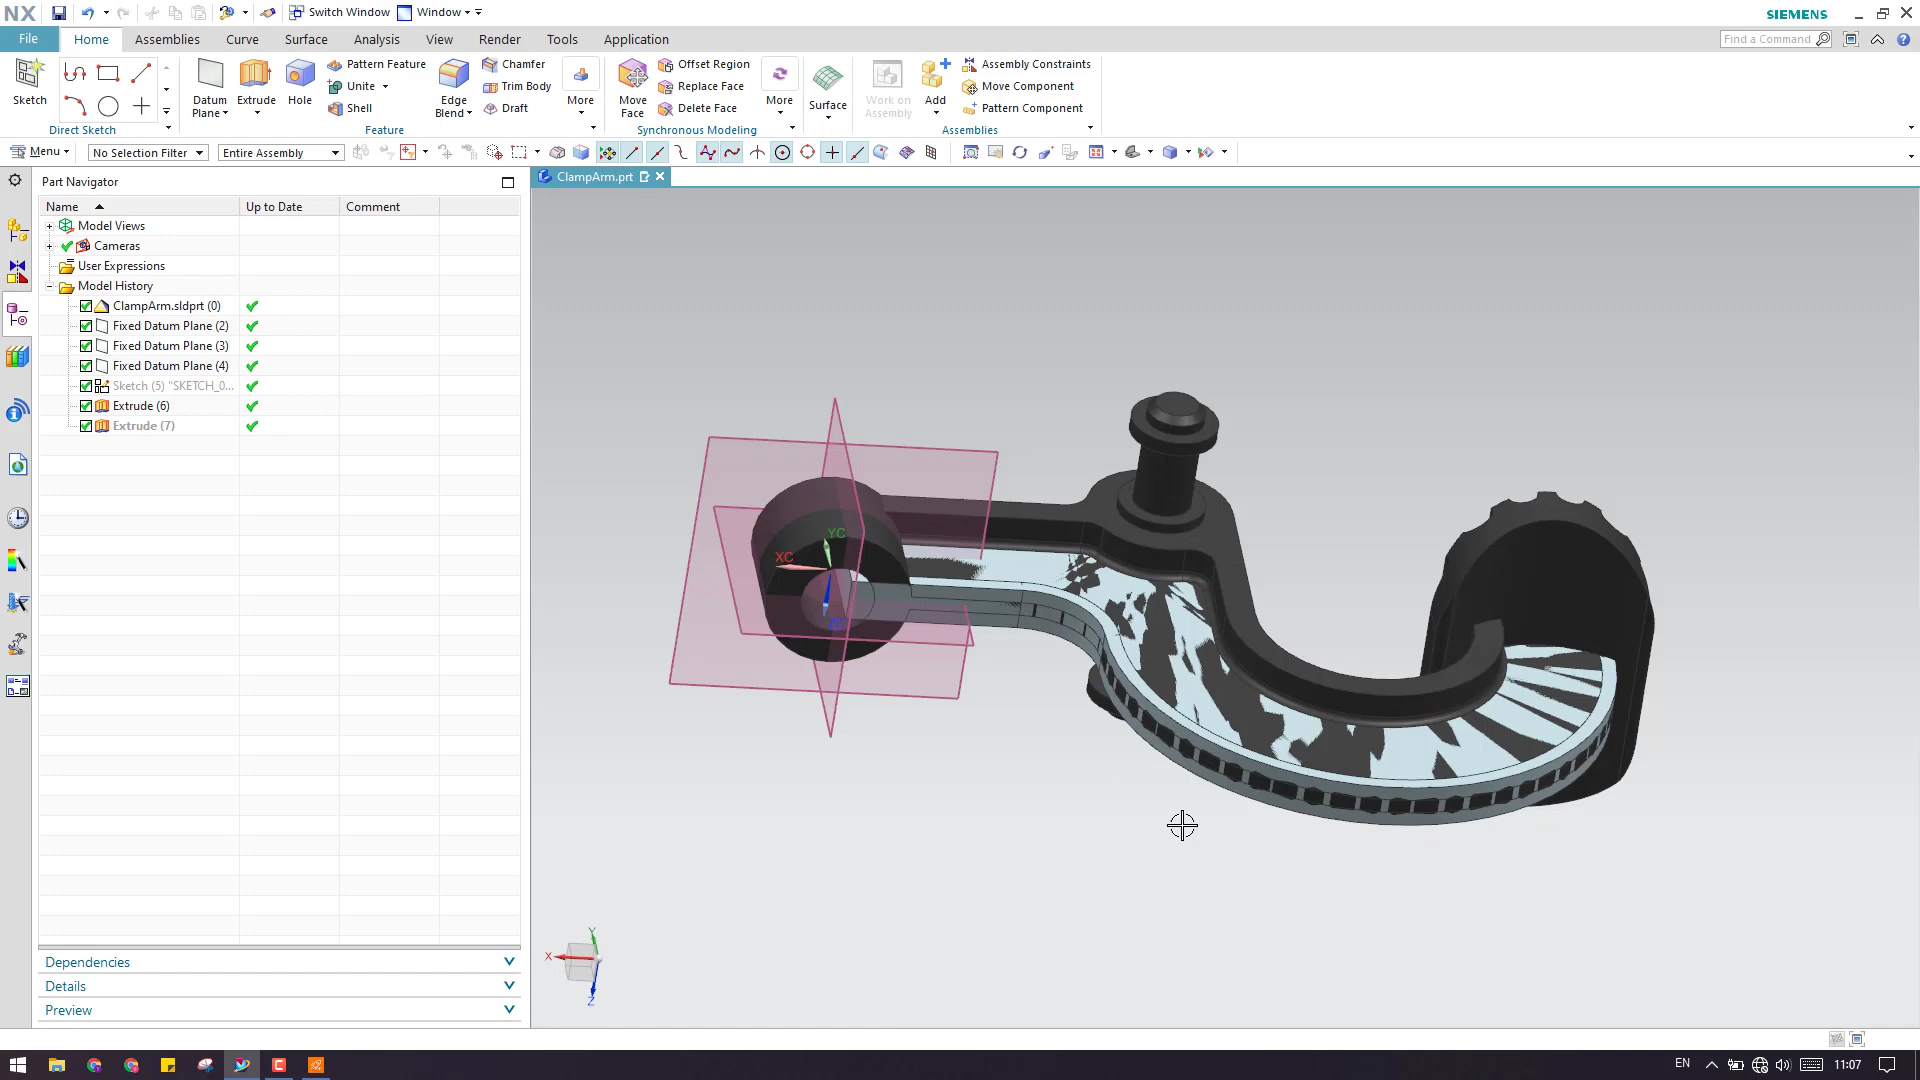 NX
Switch Window
Window
SIEMENS
File
Home
Assemblies
Curve
Surface
Analysis
View
Render
Tools
Application
Find a Command
Sketch
Direct Sketch
Datum
Plane
Extrude
Hole
Pattern Feature
Unite
Shell
Edge
Blend
Chamfer
Trim Body
Draft
More
Feature
Move
Face
Offset Region
Replace Face
Delete Face
More
Synchronous Modeling
Surface
Work on
Assembly
Add
Assembly Constraints
Move Component
Pattern Component
Assemblies
Menu
No Selection Filter
Entire Assembly
Part Navigator
ClampArm.prt
Name
Up to Date
Comment
Model Views
Cameras
User Expressions
Model History
ClampArm.sldprt (0)
Fixed Datum Plane (2)
Fixed Datum Plane (3)
Fixed Datum Plane (4)
Sketch (5) "SKETCH_0...
Extrude (6)
Extrude (7)
YC
XC
ZC
Y
X
Z
Dependencies
Details
Preview
EN
11:07